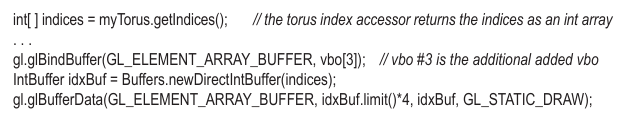 int[ ] indices = myTorus.getIndices(); // the torus index accessor returns the indices as an int array
. . .
gl.glBindBuffer(GL_ELEMENT_ARRAY_BUFFER, vbo[3]); // vbo #3 is the additional added vbo
IntBuffer idxBuf = Buffers.newDirectIntBuffer(indices);
gl.glBufferData(GL_ELEMENT_ARRAY_BUFFER, idxBuf.limit()*4, idxBuf, GL_STATIC_DRAW);